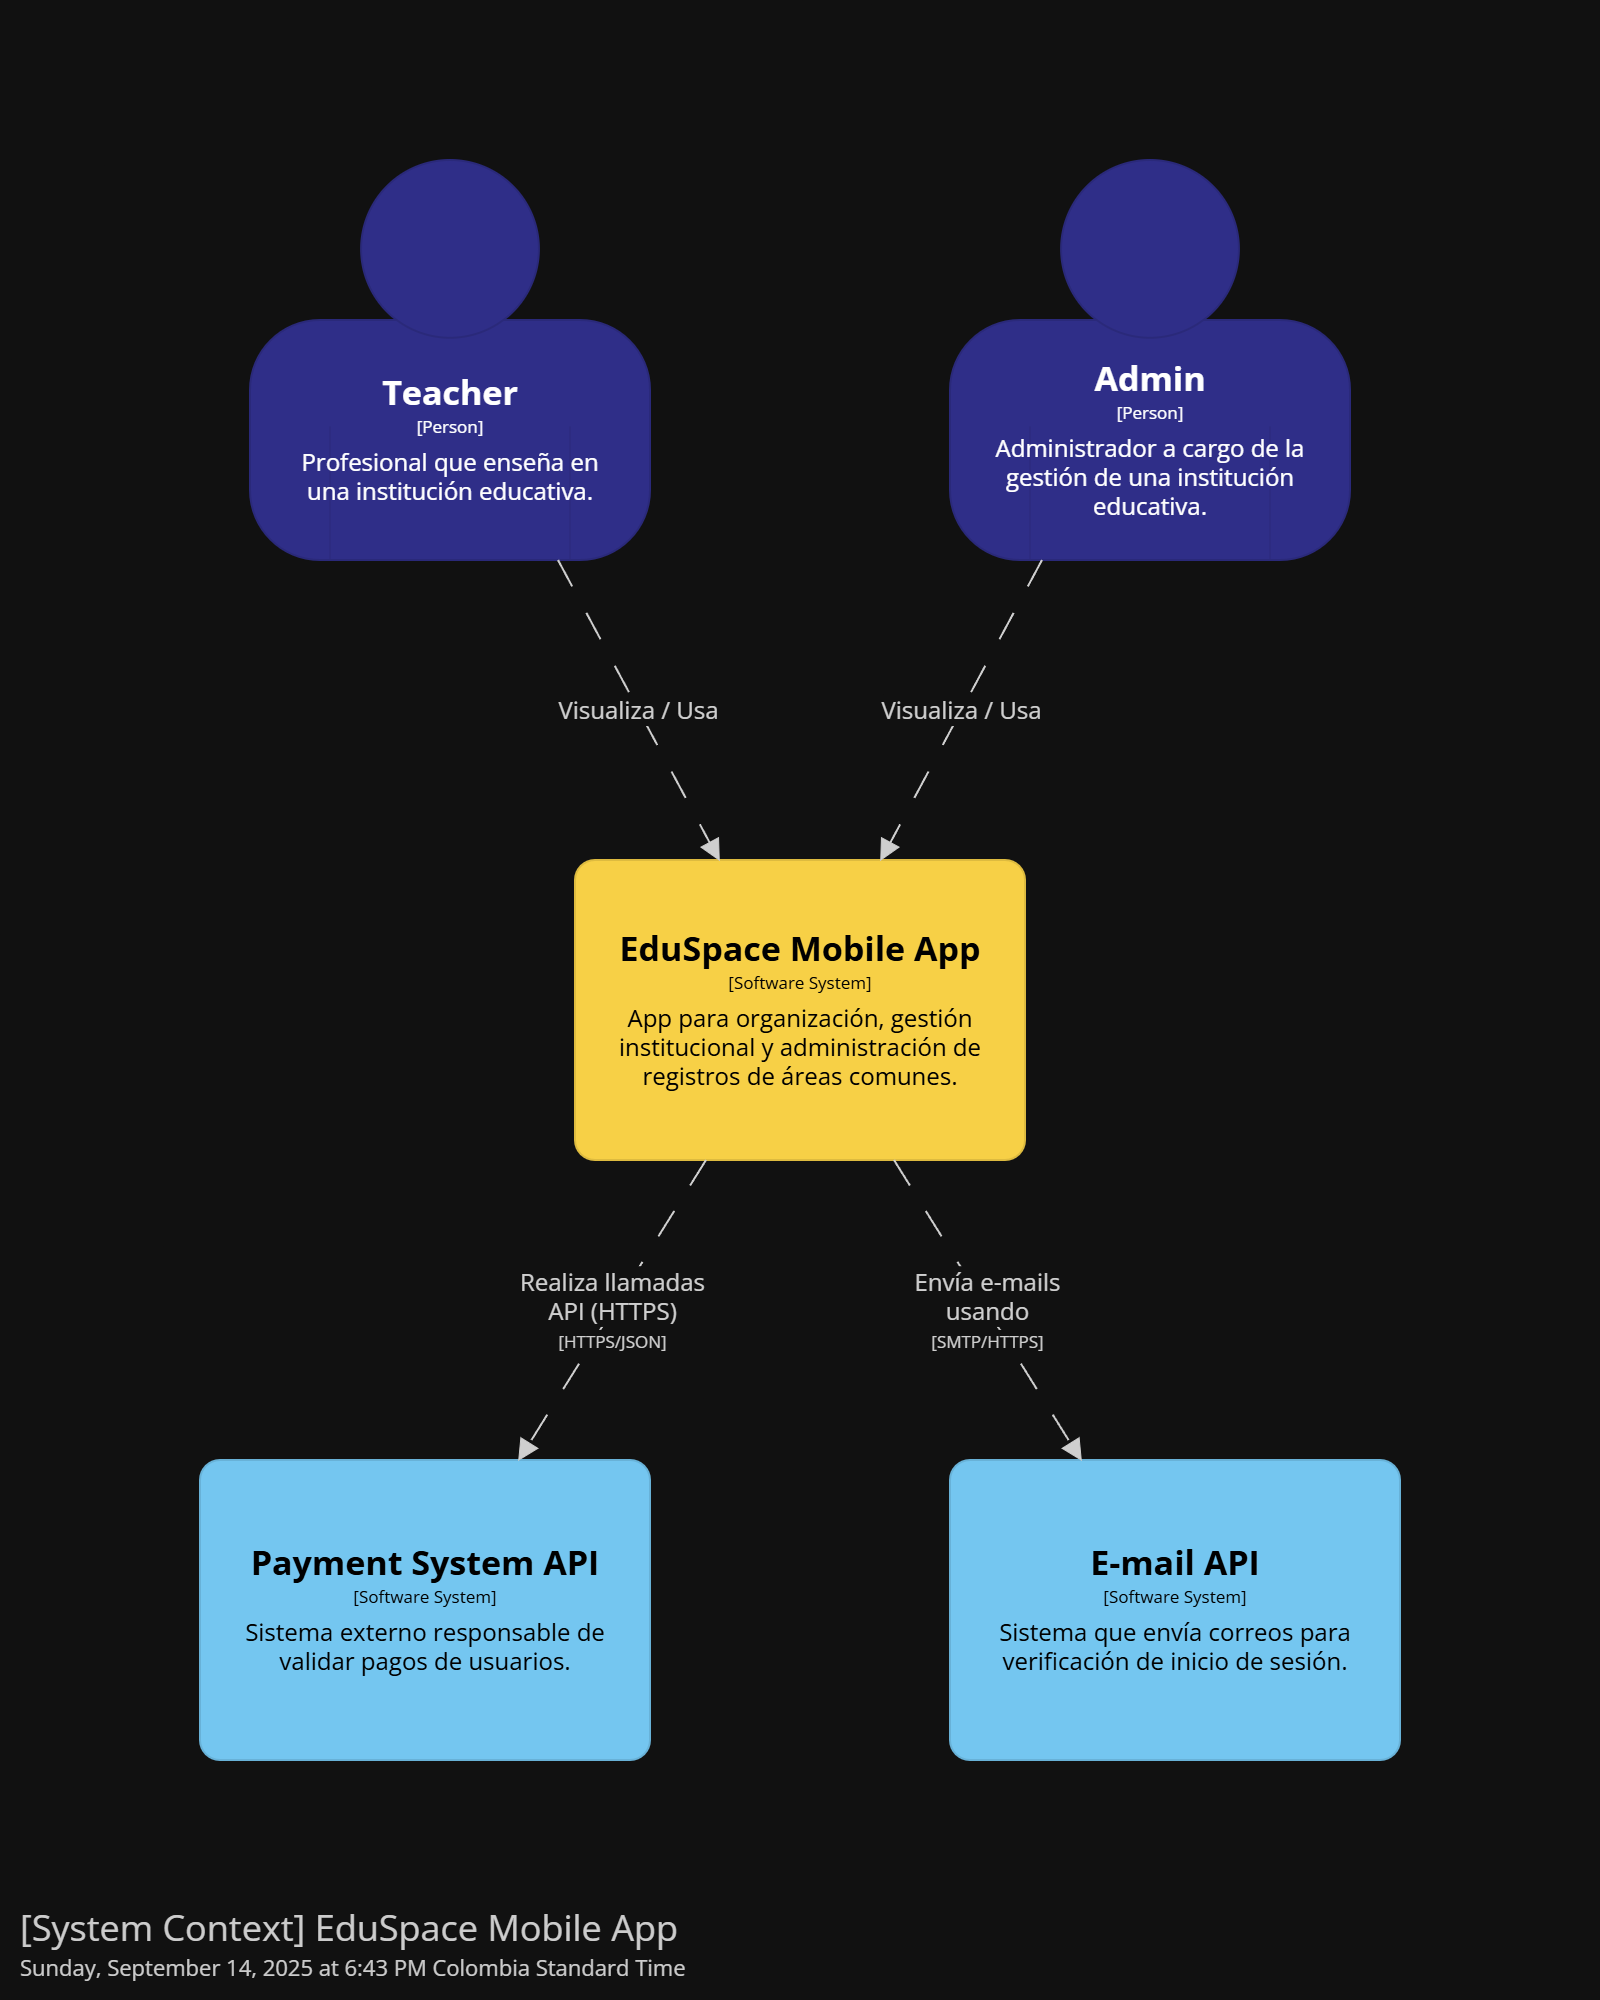 Teacher
[Person]
Profesional que enseña en
una institución educativa.
Admin
[Person]
Administrador a cargo de la
gestión de una institución
educativa.
Visualiza / Usa
Visualiza / Usa
EduSpace Mobile App
[Software System]
App para organización, gestión
institucional y administración de
registros de áreas comunes.
Realiza llamadas
API (HTTPS)
[HTTPS/JSON]
Envía e-mails
usando
[SMTP/HTTPS]
Payment System API
[Software System]
Sistema externo responsable de
validar pagos de usuarios.
E-mail API
[Software System]
Sistema que envía correos para
verificación de inicio de sesión.
[System Context] EduSpace Mobile App
Sunday, September 14, 2025 at 6:43 PM Colombia Standard Time